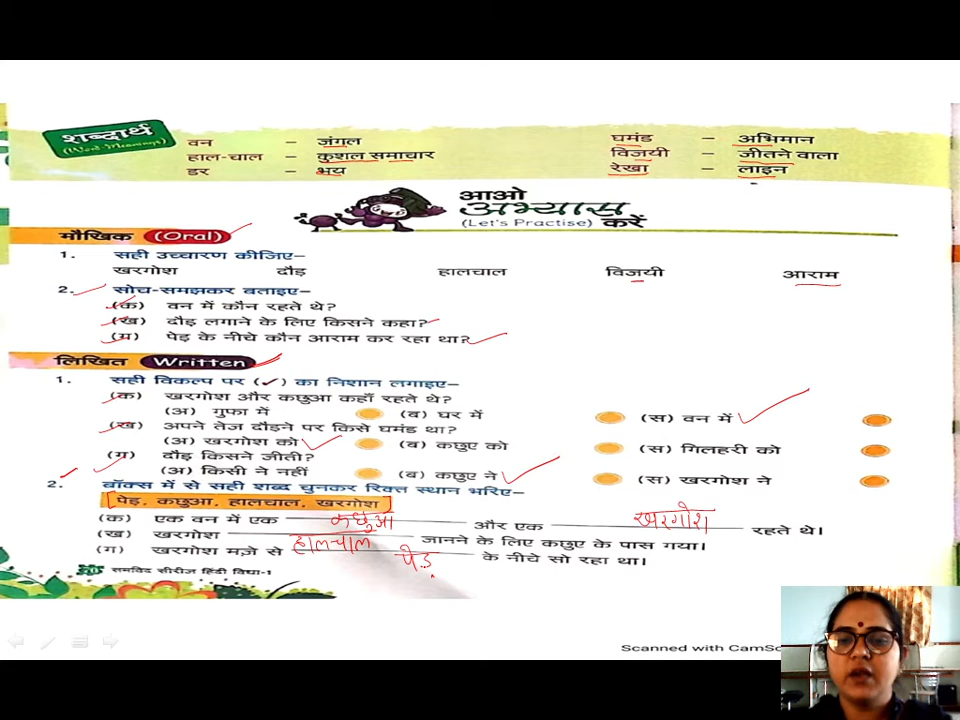 शब्दार्थ
(Word-Meanings)
वन – जंगल
हाल-चाल – कुशल समाचार
डर – भय
घमंड – अभिमान
विजयी – जीतने वाला
रेखा – लाइन
आओ
अभ्यास
(Let's Practise) करें
मौखिक (Oral)
1. सही उच्चारण कीजिए–
खरगोश दौड़ हालचाल विजयी आराम
2. सोच-समझकर बताइए–
(क) वन में कौन रहते थे?
(ख) दौड़ लगाने के लिए किसने कहा?
(ग) पेड़ के नीचे कौन आराम कर रहा था?
लिखित Written
1. सही विकल्प पर (✓) का निशान लगाइए–
(क) खरगोश और कछुआ कहाँ रहते थे?
(अ) गुफा में (ब) घर में (स) वन में
(ख) अपने तेज दौड़ने पर किसे घमंड था?
(अ) खरगोश को (ब) कछुए को (स) गिलहरी को
(ग) दौड़ किसने जीती?
(अ) किसी ने नहीं (ब) कछुए ने (स) खरगोश ने
2. बॉक्स में से सही शब्द चुनकर रिक्त स्थान भरिए–
पेड़, कछुआ, हालचाल, खरगोश
(क) एक वन में एक कछुआ और एक खरगोश रहते थे।
(ख) खरगोश हालचाल जानने के लिए कछुए के पास गया।
(ग) खरगोश मज़े से पेड़ के नीचे सो रहा था।
समविद सीरीज हिंदी विद्या-1
Scanned with CamSc